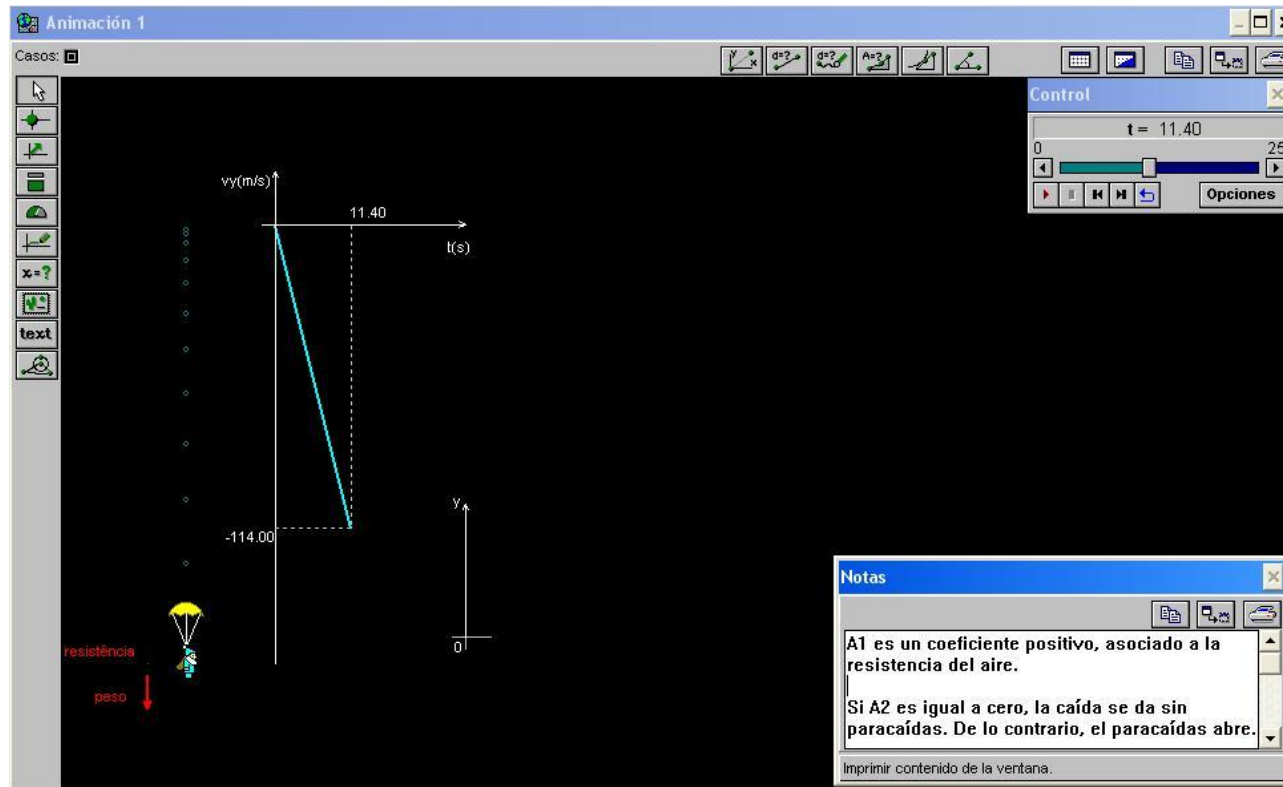 Animación 1
Casos:
y x
d=?
d=?
A=?
Control
t = 11.40
0 25
Opciones
x=?
text
vy(m/s)
11.40
t(s)
-114.00
y
0
resistência
peso
Notas
A1 es un coeficiente positivo, asociado a la
resistencia del aire.
Si A2 es igual a cero, la caída se da sin
paracaídas. De lo contrario, el paracaídas abre.
Imprimir contenido de la ventana.